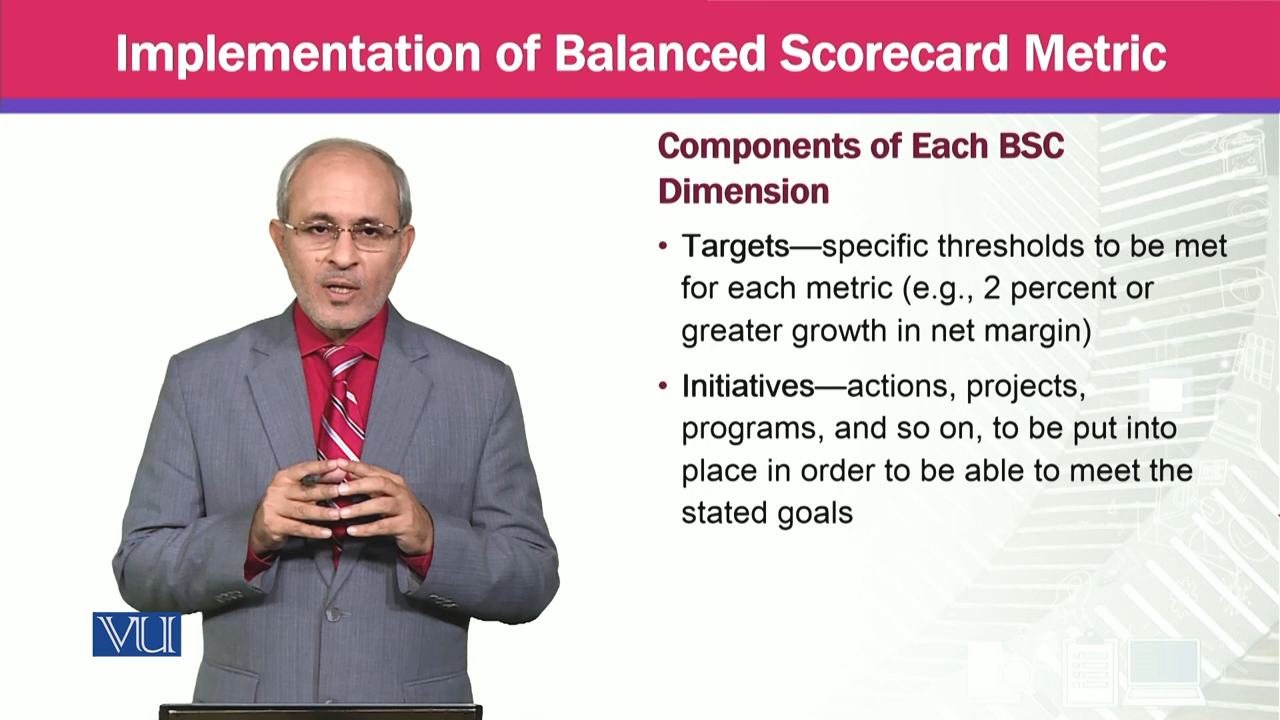 Implementation of Balanced Scorecard Metric
Components of Each BSC
Dimension
• Targets—specific thresholds to be met
for each metric (e.g., 2 percent or
greater growth in net margin)
• Initiatives—actions, projects,
programs, and so on, to be put into
place in order to be able to meet the
stated goals
VU